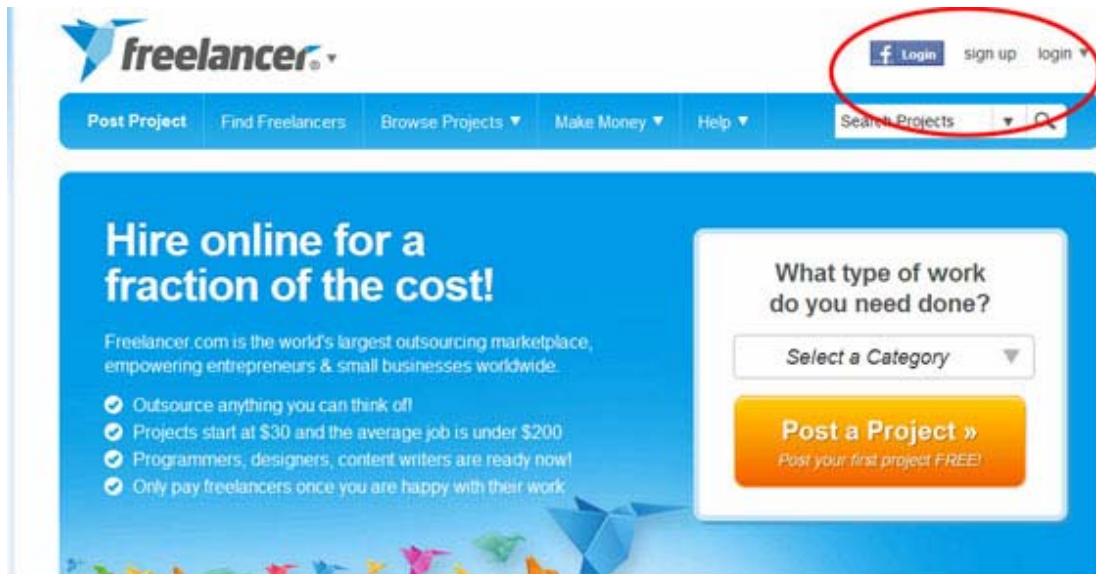 freelancer®
f Login sign up login
Post Project Find Freelancers Browse Projects Make Money Help Search Projects
Hire online for a
fraction of the cost!
Freelancer.com is the world's largest outsourcing marketplace,
empowering entrepreneurs & small businesses worldwide.
Outsource anything you can think of!
Projects start at $30 and the average job is under $200
Programmers, designers, content writers are ready now!
Only pay freelancers once you are happy with their work
What type of work
do you need done?
Select a Category
Post a Project »
Post your first project FREE!